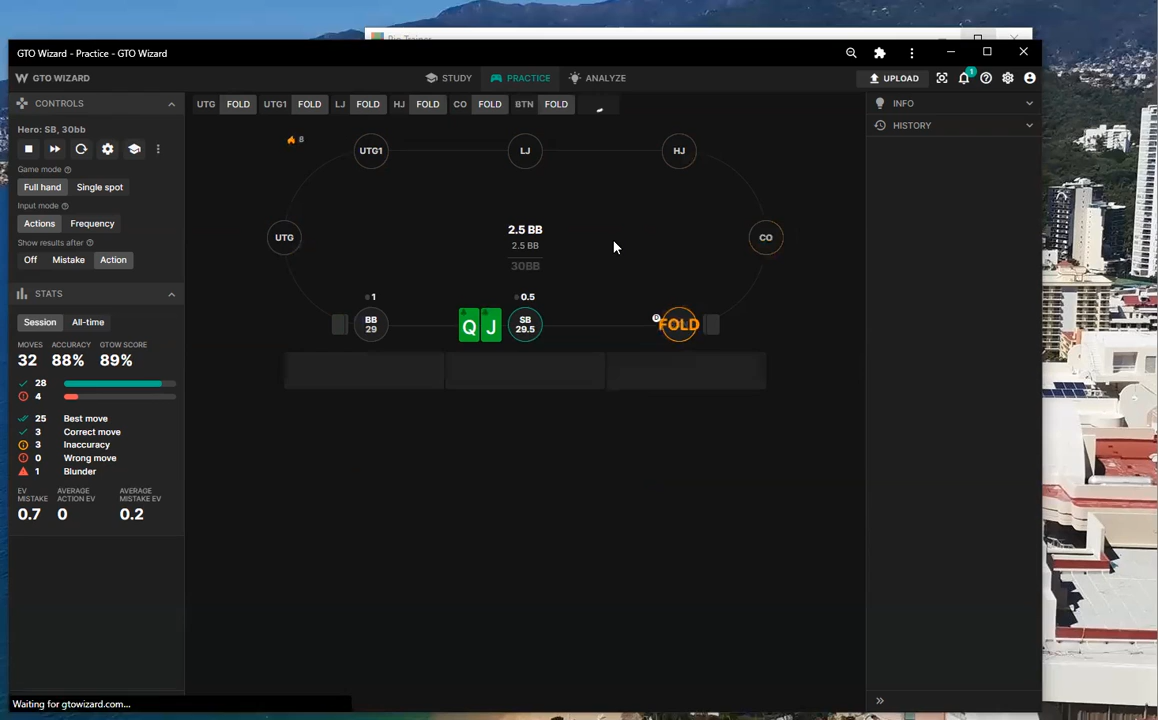 GTO Wizard - Practice - GTO Wizard
GTO WIZARD
STUDY
PRACTICE
ANALYZE
UPLOAD
1
CONTROLS
UTG FOLD UTG1 FOLD LJ FOLD HJ FOLD CO FOLD BTN FOLD
INFO
HISTORY
Hero: SB, 30bb
Game mode
Full hand Single spot
Input mode
Actions Frequency
Show results after
Off Mistake Action
STATS
Session All-time
MOVES ACCURACY GTOW SCORE
32 88% 89%
28
4
25 Best move
3 Correct move
3 Inaccuracy
0 Wrong move
1 Blunder
EV MISTAKE AVERAGE ACTION EV AVERAGE MISTAKE EV
0.7 0 0.2
8
UTG1
LJ
HJ
UTG
2.5 BB
2.5 BB
30BB
CO
1
0.5
BB
29
Q J
SB
29.5
D
FOLD
Waiting for gtowizard.com...